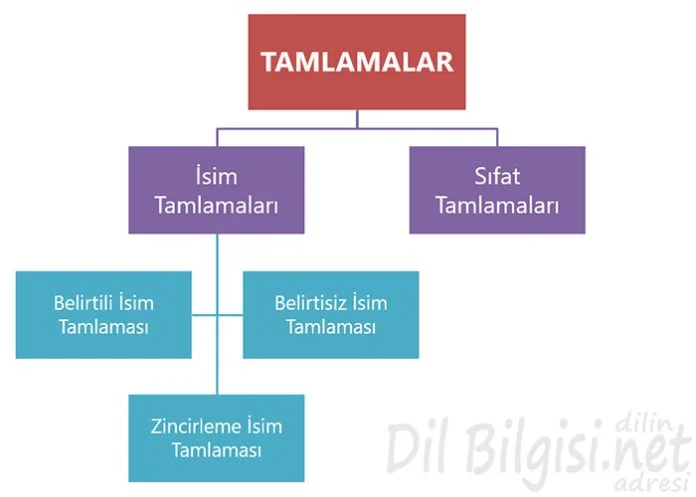 TAMLAMALAR
İsim
Tamlamaları
Sıfat
Tamlamaları
Belirtili İsim
Tamlaması
Belirtisiz İsim
Tamlaması
Zincirleme İsim
Tamlaması
dilin
Dil Bilgisi.net
adresi